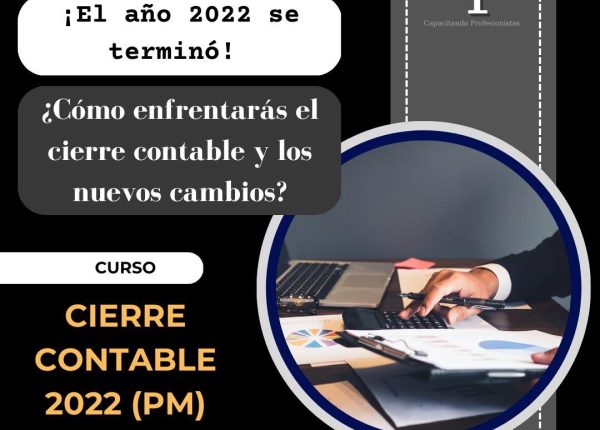 ¡El año 2022 se
terminó!
Capacitando Profesionistas
¿Cómo enfrentarás el
cierre contable y los
nuevos cambios?
CURSO
CIERRE
CONTABLE
2022 (PM)